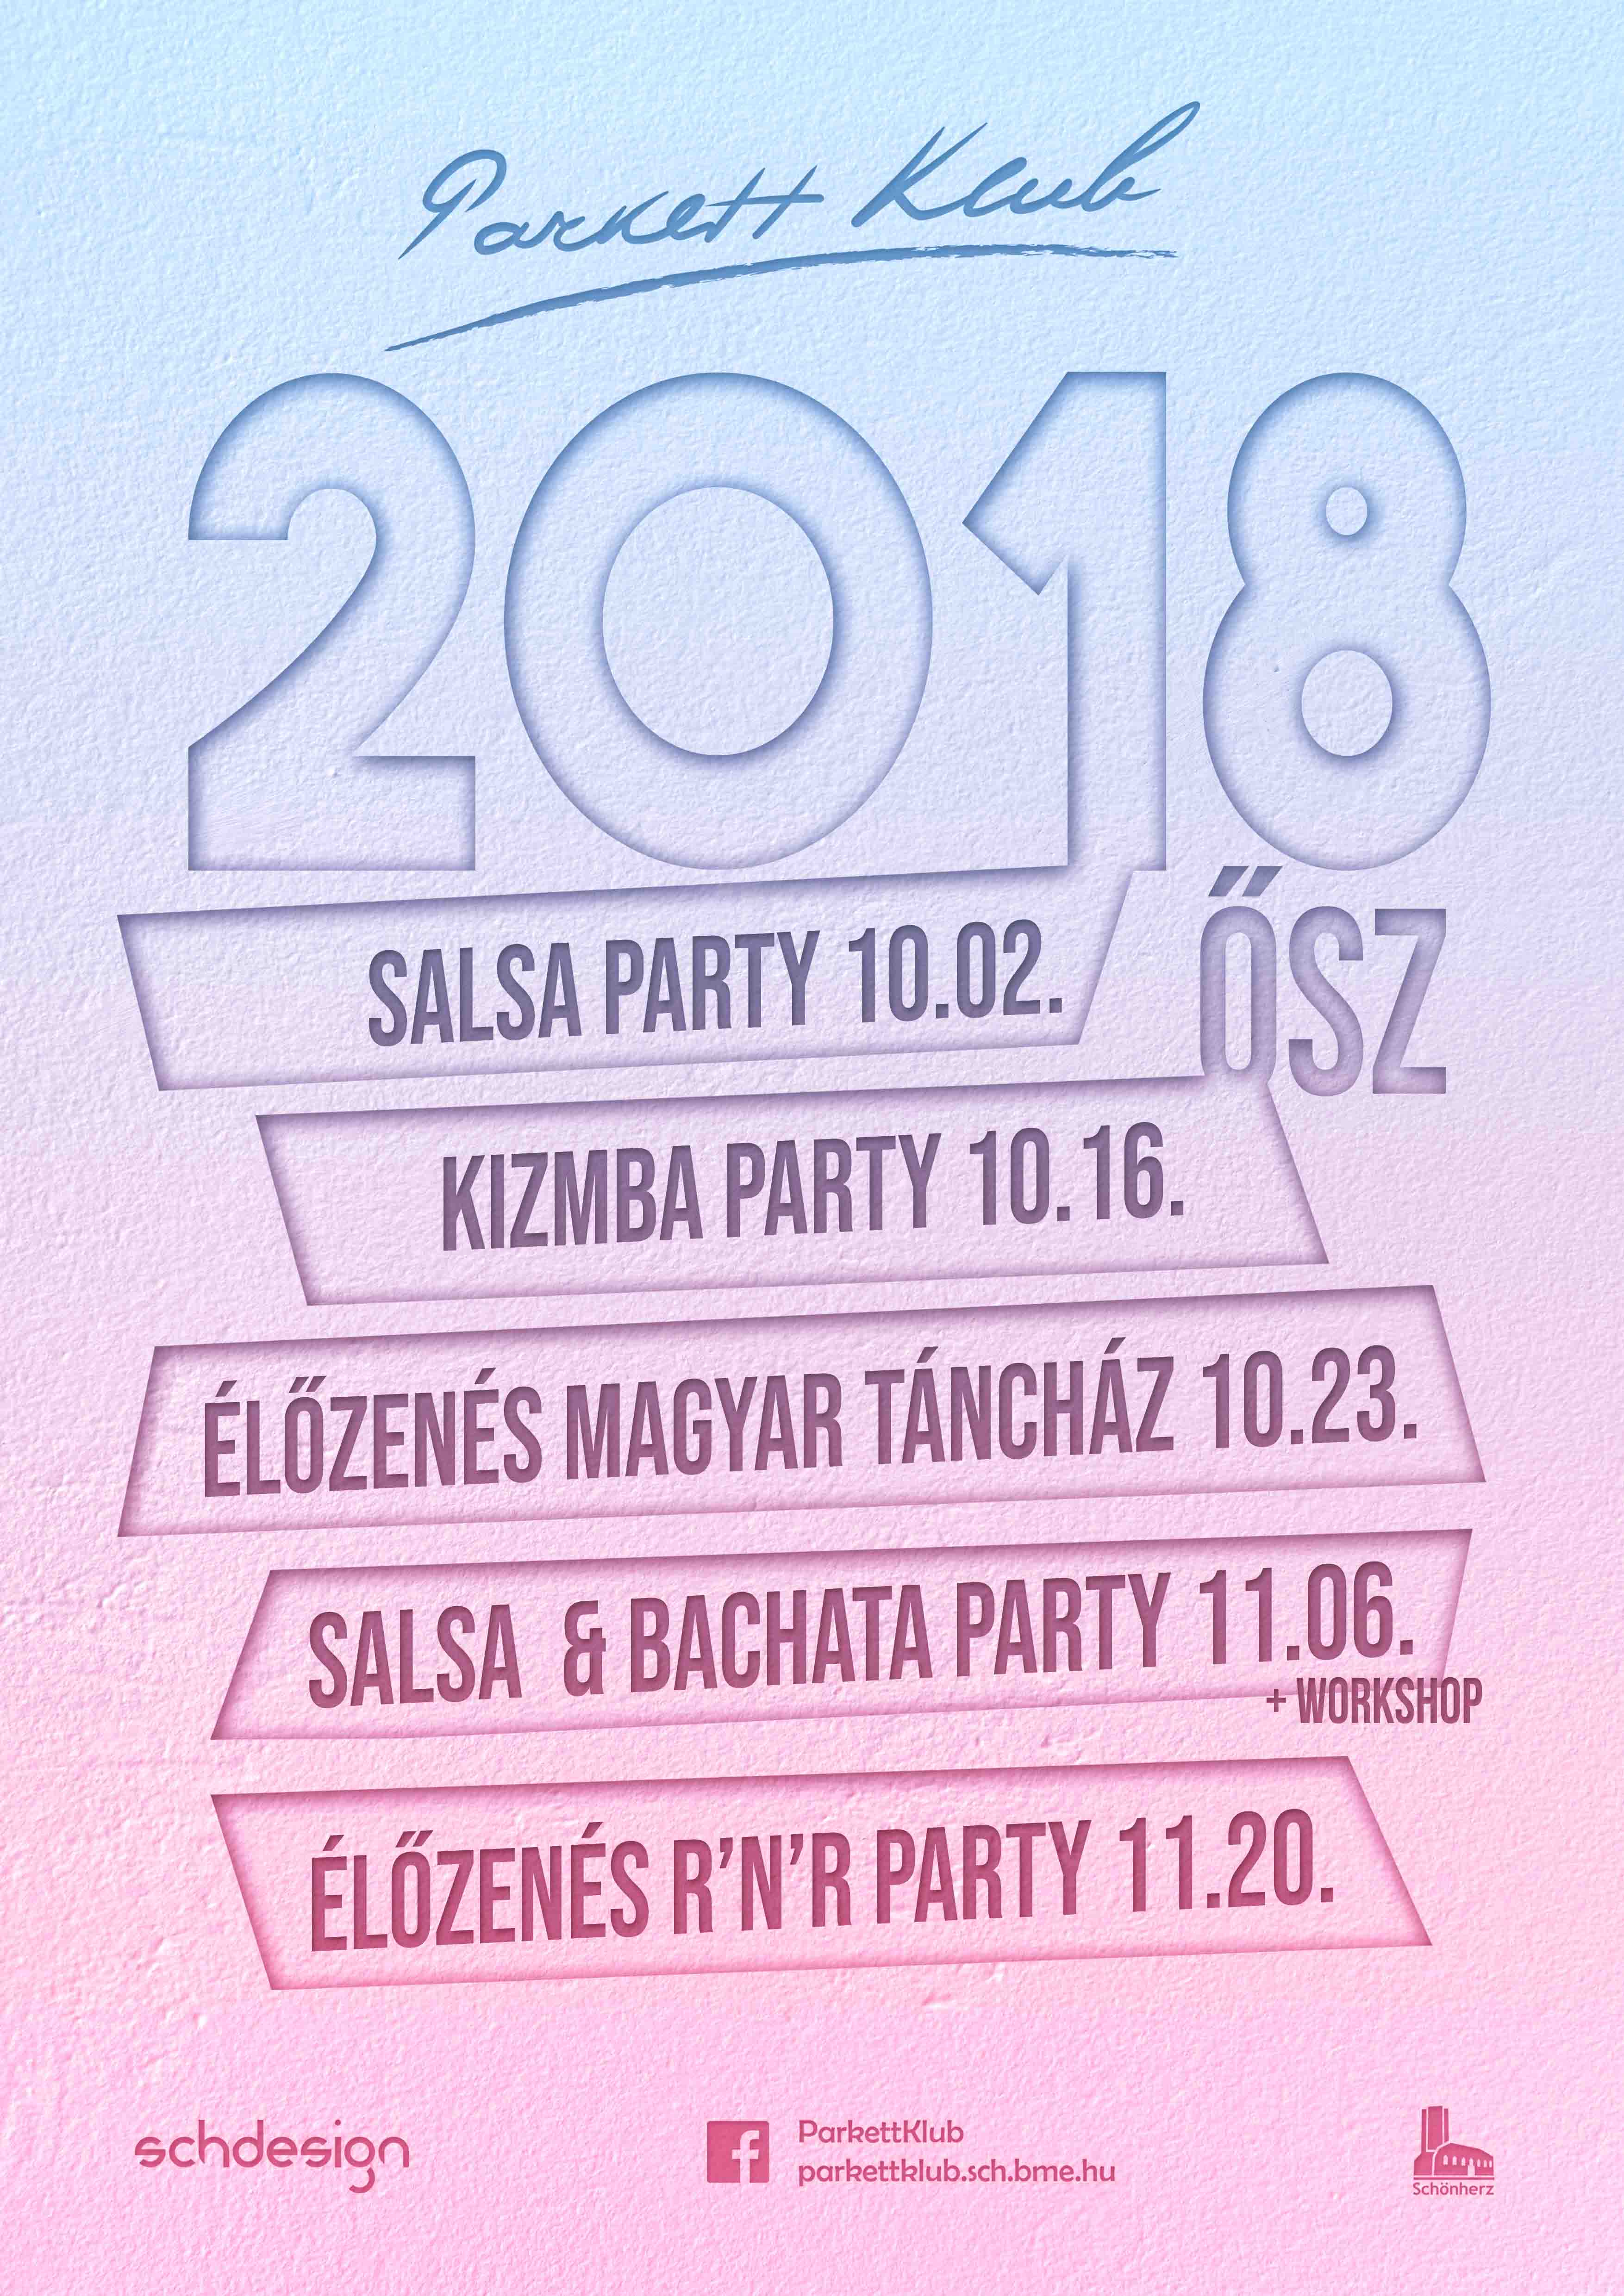 Parkett Klub
2018
ŐSZ
SALSA PARTY 10.02.
KIZMBA PARTY 10.16.
ÉLŐZENÉS MAGYAR TÁNCHÁZ 10.23.
SALSA & BACHATA PARTY 11.06.
+ WORKSHOP
ÉLŐZENÉS R'N'R PARTY 11.20.
schdesign
ParkettKlub
parkettklub.sch.bme.hu
Schönherz